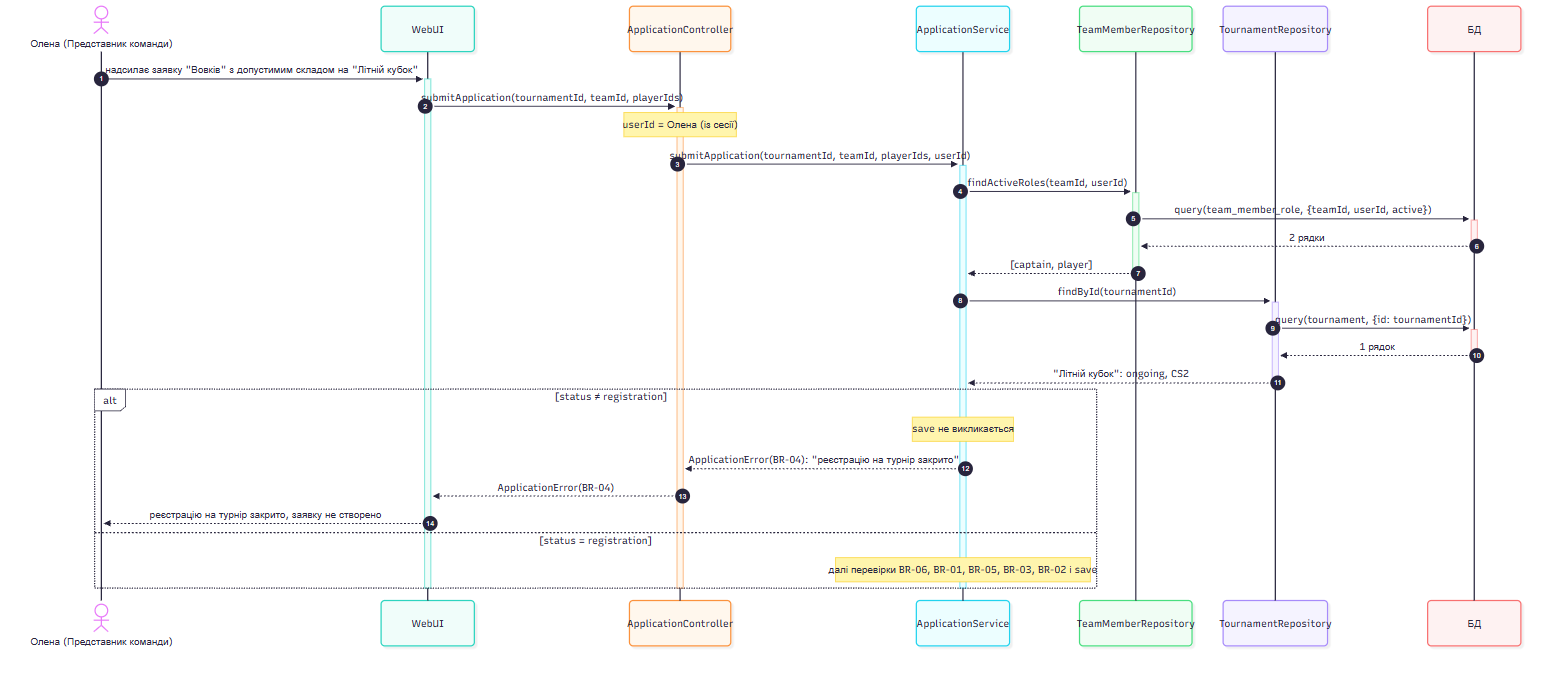 Олена (Представник команди)
WebUI
ApplicationController
ApplicationService
TeamMemberRepository
TournamentRepository
БД
1
надсилає заявку "Вовків" з допустимим складом на "Літній кубок"
2
submitApplication(tournamentId, teamId, playerIds)
userId = Олена (із сесії)
3
submitApplication(tournamentId, teamId, playerIds, userId)
4
findActiveRoles(teamId, userId)
5
query(team_member_role, {teamId, userId, active})
2 рядки
6
[captain, player]
7
8
findById(tournamentId)
9
query(tournament, {id: tournamentId})
1 рядок
10
"Літній кубок": ongoing, CS2
11
alt
[status ≠ registration]
save не викликається
ApplicationError(BR-04): "реєстрацію на турнір закрито"
12
ApplicationError(BR-04)
13
реєстрацію на турнір закрито, заявку не створено
14
[status = registration]
далі перевірки BR-06, BR-01, BR-05, BR-03, BR-02 і save
Олена (Представник команди)
WebUI
ApplicationController
ApplicationService
TeamMemberRepository
TournamentRepository
БД